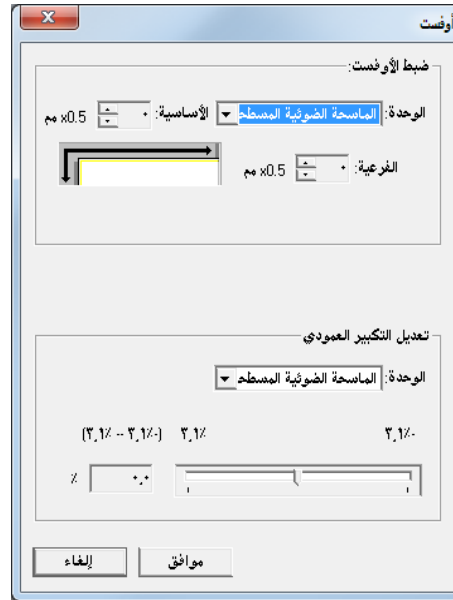 أوفست
ضبط الأوفست:
الوحدة: الماسحة الضوئية المسطح الأساسية: ٠ x0.5 مم
الفرعية: ٠ x0.5 مم
تعديل التكبير العمودي
الوحدة: الماسحة الضوئية المسطح
-٣,١٪ ٣,١٪ (-٣,١٪ -- ٣,١٪)
٠,٠ ٪
موافق إلغاء